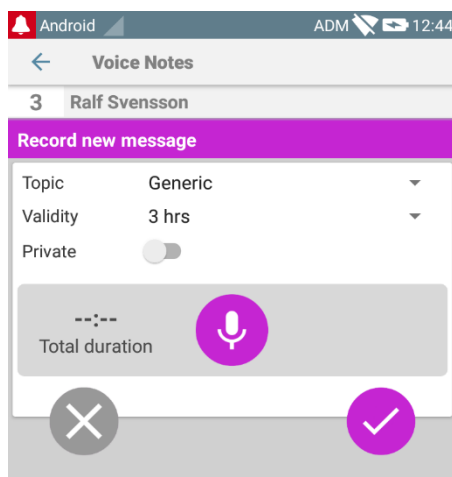 Android ADM 12:44
Voice Notes
3 Ralf Svensson
Record new message
Topic Generic
Validity 3 hrs
Private
--:--
Total duration